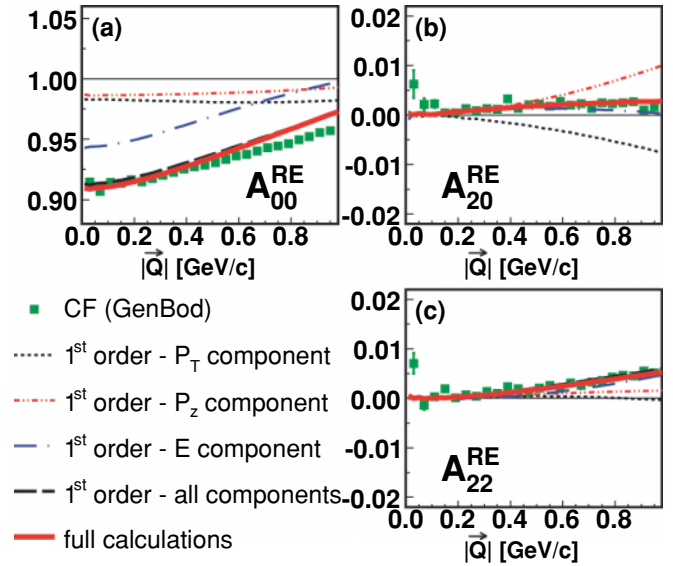 (a)
1.05
1.00
0.95
0.90
A₀₀ᴿᴱ
0.0 0.2 0.4 0.6 0.8
|Q⃗| [GeV/c]
(b)
0.02
0.01
0.00
-0.01
-0.02
A₂₀ᴿᴱ
0.0 0.2 0.4 0.6 0.8
|Q⃗| [GeV/c]
CF (GenBod)
1ˢᵗ order - P_T component
1ˢᵗ order - P_z component
1ˢᵗ order - E component
1ˢᵗ order - all components
full calculations
(c)
0.02
0.01
0.00
-0.01
-0.02
A₂₂ᴿᴱ
0.0 0.2 0.4 0.6 0.8
|Q⃗| [GeV/c]